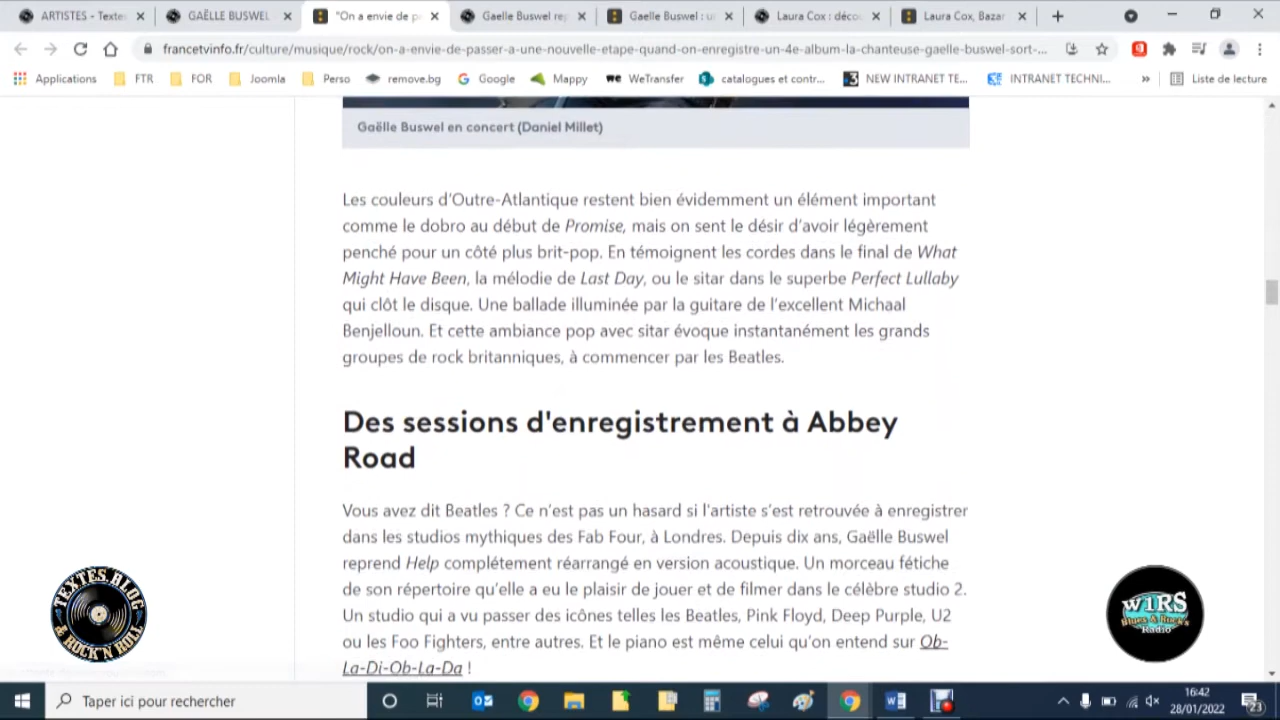 ARTISTES - Textes
GAËLLE BUSWEL
"On a envie de p
Gaelle Buswel rep
Gaelle Buswel : u
Laura Cox : déco
Laura Cox, Bazar
francetvinfo.fr/culture/musique/rock/on-a-envie-de-passer-a-une-nouvelle-etape-quand-on-enregistre-un-4e-album-la-chanteuse-gaelle-buswel-sort-...
Applications
FTR
FOR
Joomla
Perso
remove.bg
Google
Mappy
WeTransfer
catalogues et contr...
NEW INTRANET TE...
INTRANET TECHNI...
Liste de lecture
Gaëlle Buswel en concert (Daniel Millet)
Les couleurs d'Outre-Atlantique restent bien évidemment un élément important
comme le dobro au début de Promise, mais on sent le désir d'avoir légèrement
penché pour un côté plus brit-pop. En témoignent les cordes dans le final de What
Might Have Been, la mélodie de Last Day, ou le sitar dans le superbe Perfect Lullaby
qui clôt le disque. Une ballade illuminée par la guitare de l'excellent Michaal
Benjelloun. Et cette ambiance pop avec sitar évoque instantanément les grands
groupes de rock britanniques, à commencer par les Beatles.
Des sessions d'enregistrement à Abbey
Road
Vous avez dit Beatles ? Ce n'est pas un hasard si l'artiste s'est retrouvée à enregistrer
dans les studios mythiques des Fab Four, à Londres. Depuis dix ans, Gaëlle Buswel
reprend Help complétement réarrangé en version acoustique. Un morceau fétiche
de son répertoire qu'elle a eu le plaisir de jouer et de filmer dans le célèbre studio 2.
Un studio qui a vu passer des icônes telles les Beatles, Pink Floyd, Deep Purple, U2
ou les Foo Fighters, entre autres. Et le piano est même celui qu'on entend sur Ob-
La-Di-Ob-La-Da !
TEXTES, BLOG
& ROCK'N ROLL
W1RS
Blues & Rock's
Radio
Taper ici pour rechercher
16:42
28/01/2022
23